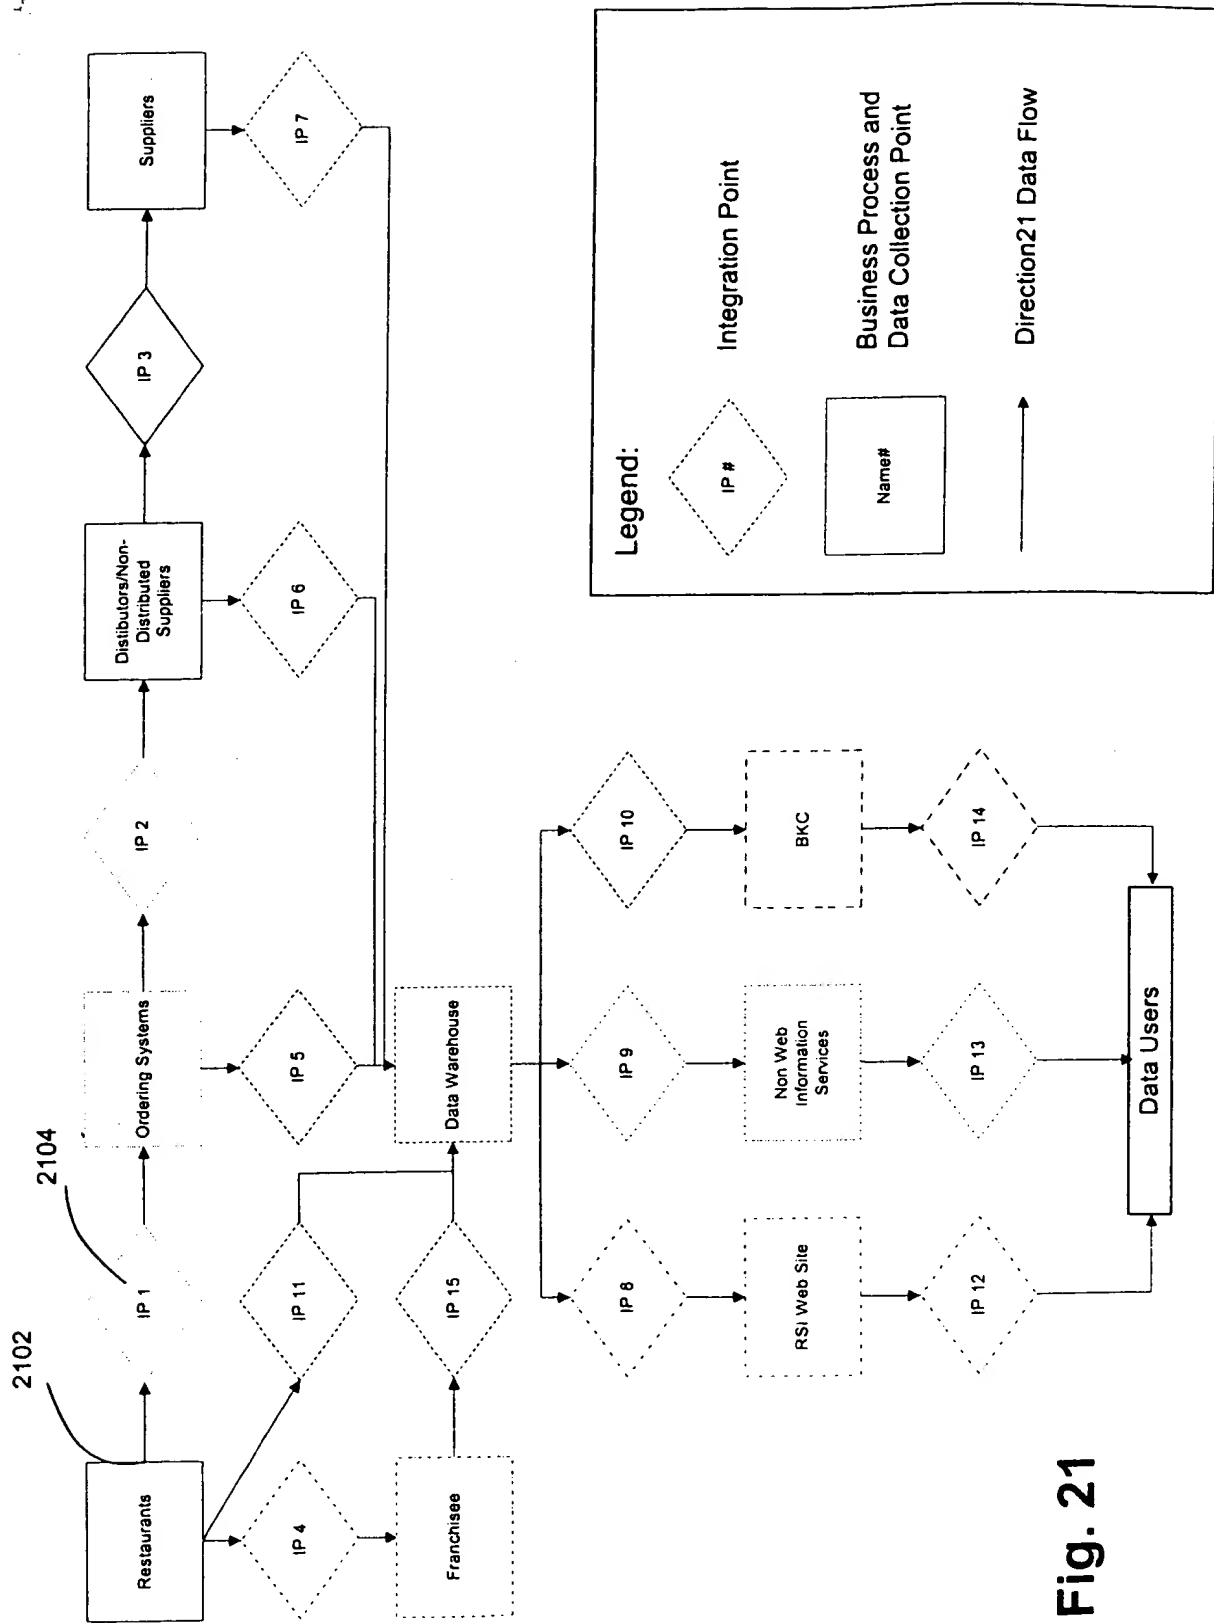 2102
2104
Restaurants
IP 1
Ordering Systems
IP 2
Distibutors/Non-
Distributed
Suppliers
IP 3
Suppliers
IP 4
IP 11
IP 5
IP 6
IP 7
Franchisee
IP 15
Data Warehouse
IP 8
IP 9
IP 10
RSI Web Site
Non Web
Information
Services
BKC
IP 12
IP 13
IP 14
Data Users
Legend:
IP #
Integration Point
Name#
Business Process and
Data Collection Point
Direction21 Data Flow
Fig. 21